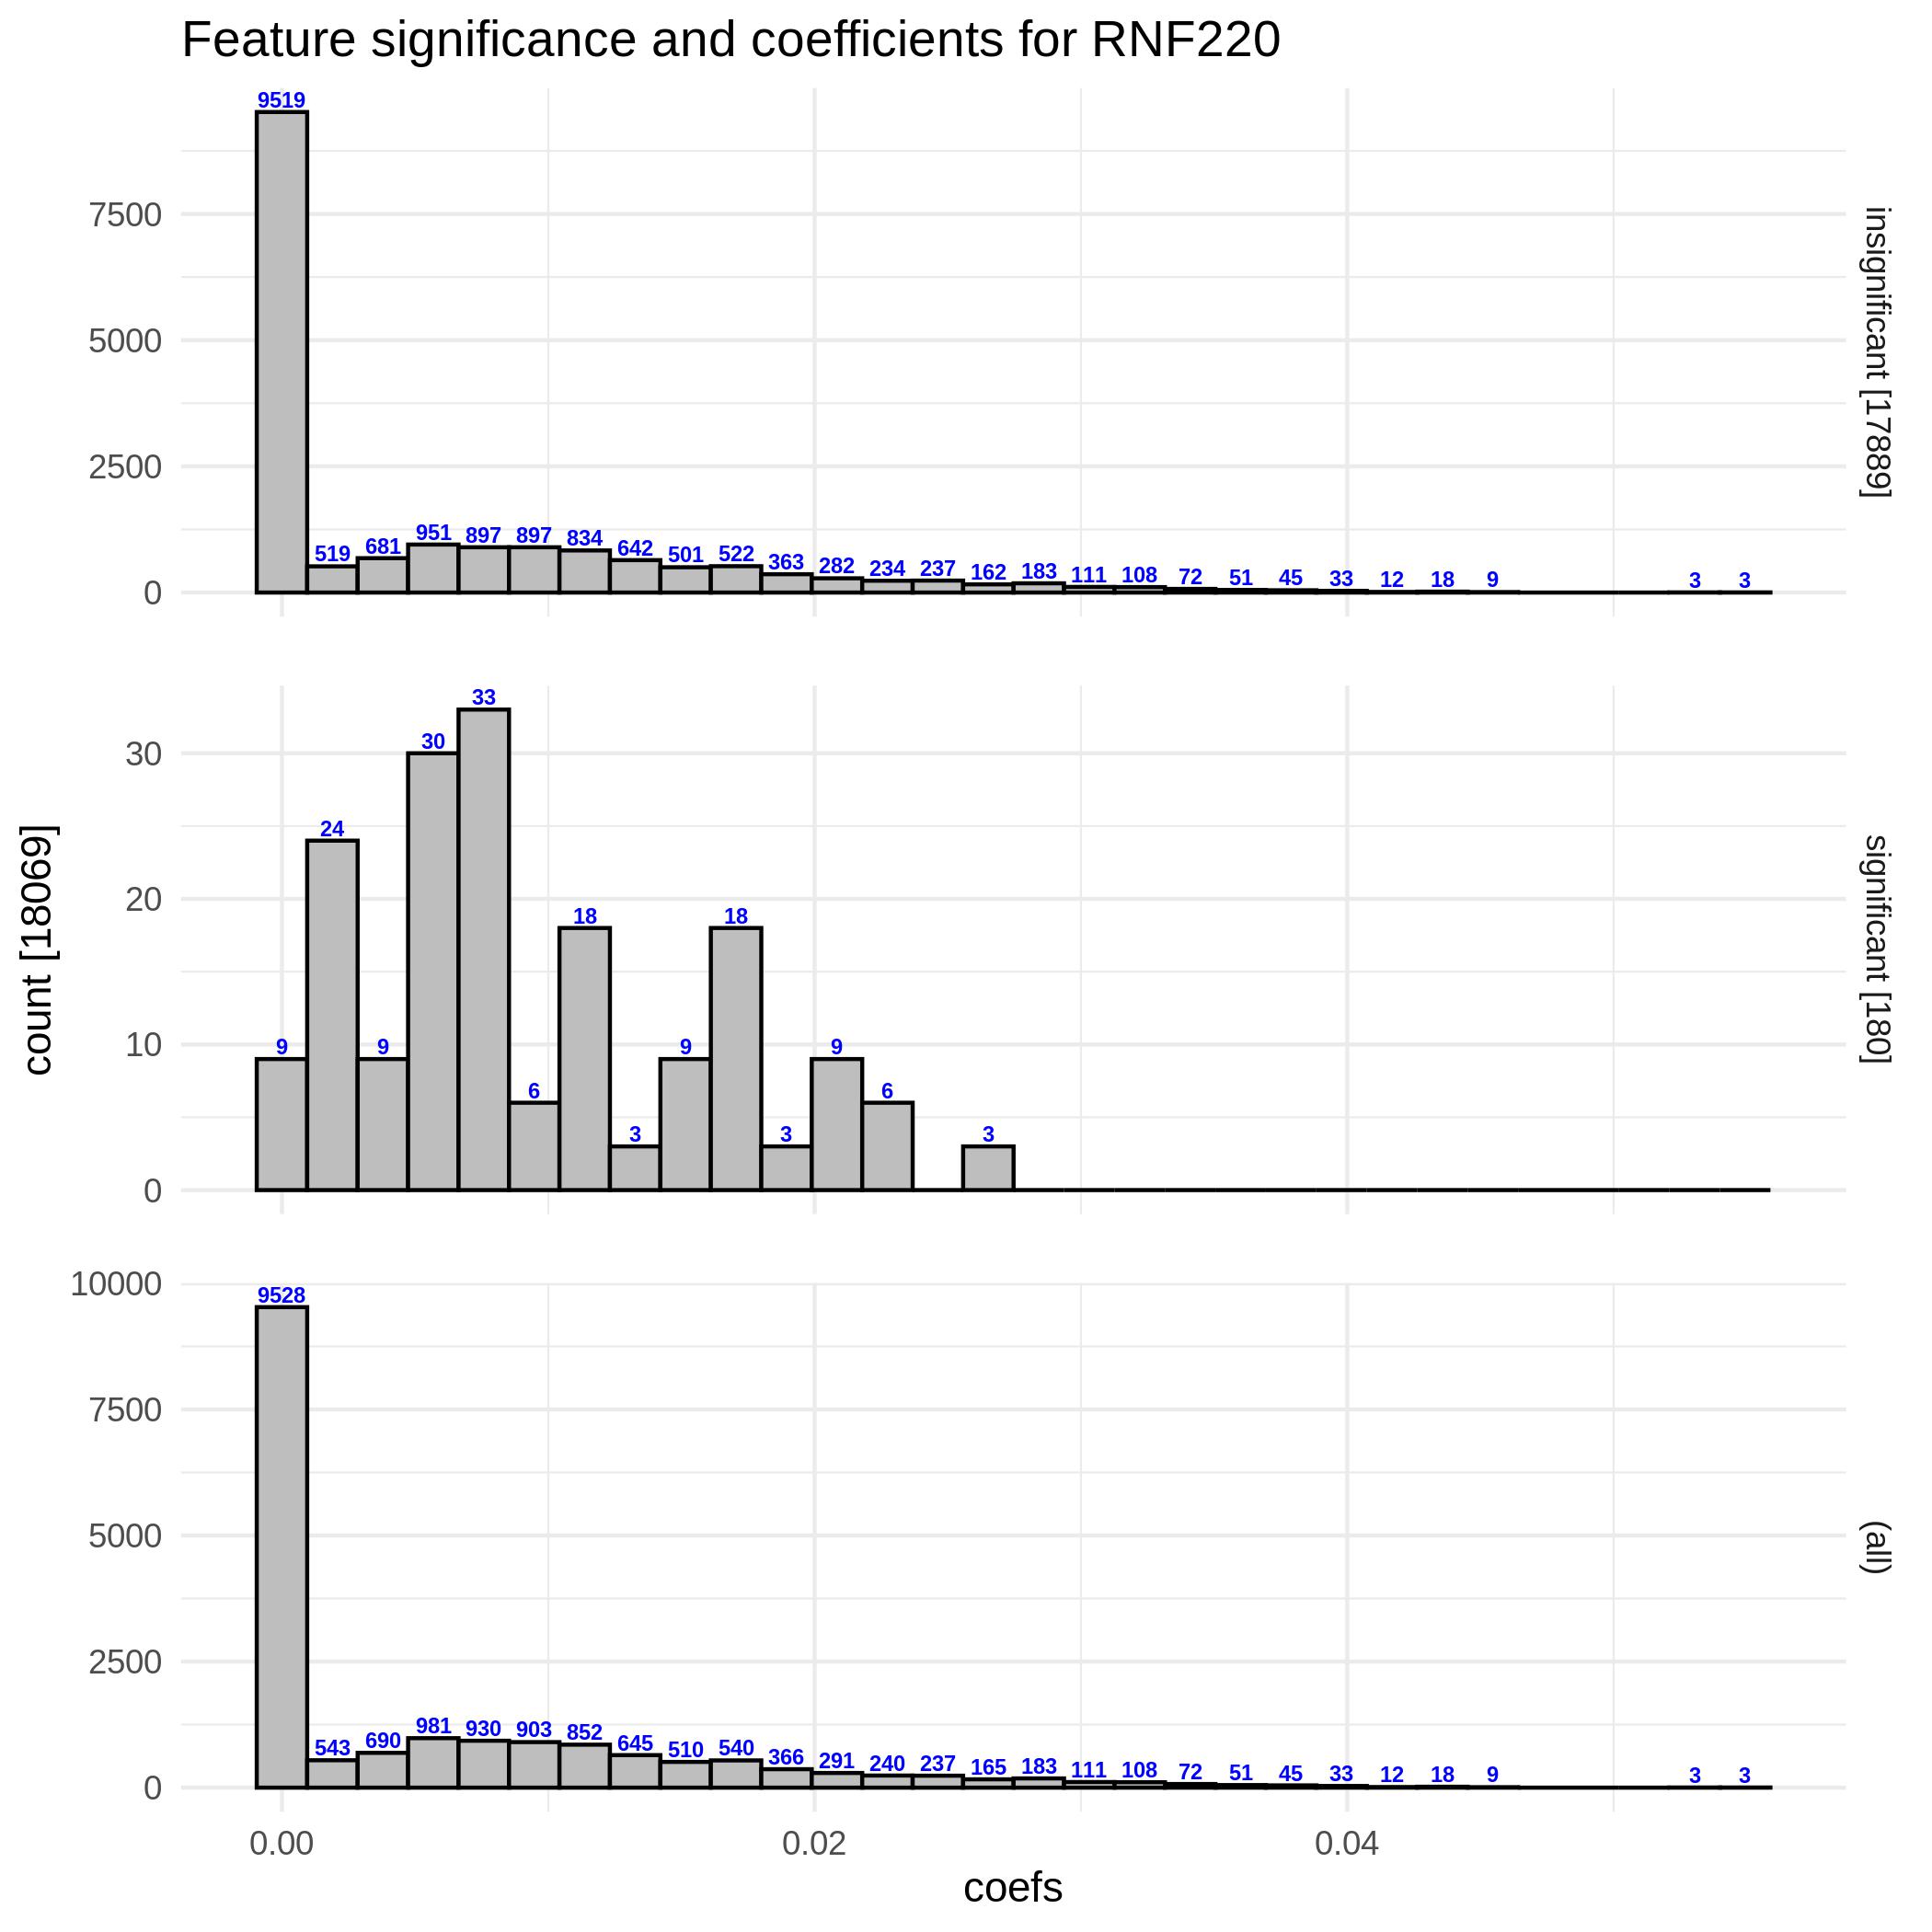 Feature significance and coefficients for RNF220
9519
519 681 951 897 897 834 642 501 522 363 282 234 237 162 183 111 108 72 51 45 33 12 18 9 3 3
7500
5000
2500
0
insignificant [17889]
9 24 9 30 33 6 18 3 9 18 3 9 6 3
30
20
10
0
count [18069]
significant [180]
9528
543 690 981 930 903 852 645 510 540 366 291 240 237 165 183 111 108 72 51 45 33 12 18 9 3 3
10000
7500
5000
2500
0
(all)
0.00 0.02 0.04
coefs